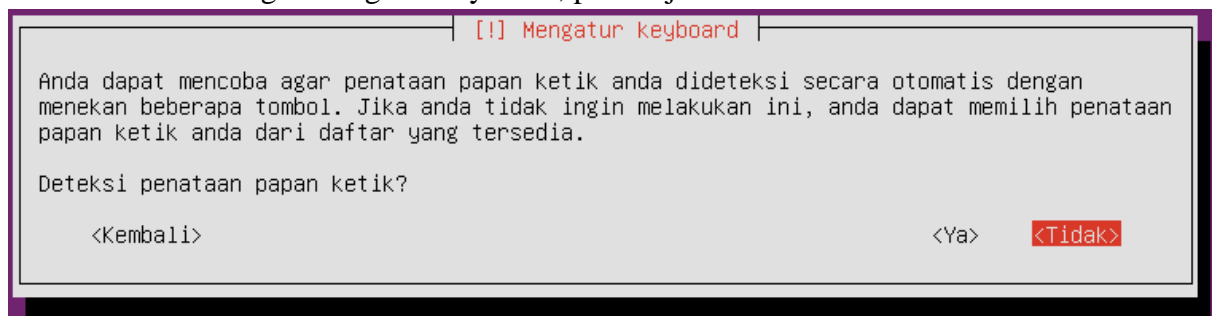 [!] Mengatur keyboard
Anda dapat mencoba agar penataan papan ketik anda dideteksi secara otomatis dengan
menekan beberapa tombol. Jika anda tidak ingin melakukan ini, anda dapat memilih penataan
papan ketik anda dari daftar yang tersedia.
Deteksi penataan papan ketik?
<Kembali> <Ya> <Tidak>